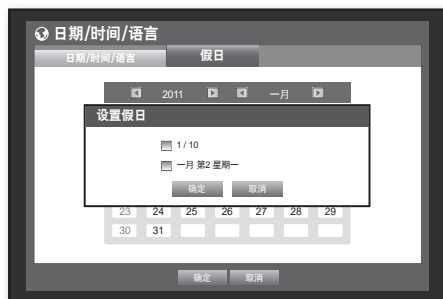 日期/时间/语言
日期/时间/语言 假日
2011 一月
设置假日
1 / 10
一月 第2 星期一
确定 取消
23 24 25 26 27 28 29
30 31
确定 取消